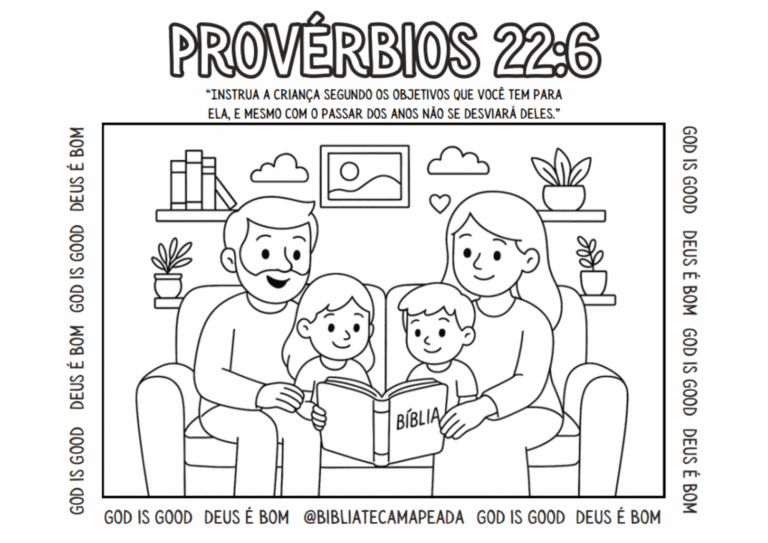 PROVÉRBIOS 22:6
"INSTRUA A CRIANÇA SEGUNDO OS OBJETIVOS QUE VOCÊ TEM PARA
ELA, E MESMO COM O PASSAR DOS ANOS NÃO SE DESVIARÁ DELES."
GOD IS GOOD DEUS É BOM GOD IS GOOD DEUS É BOM
BÍBLIA
GOD IS GOOD DEUS É BOM GOD IS GOOD DEUS É BOM
GOD IS GOOD DEUS É BOM @BIBLIATECAMAPEADA GOD IS GOOD DEUS É BOM